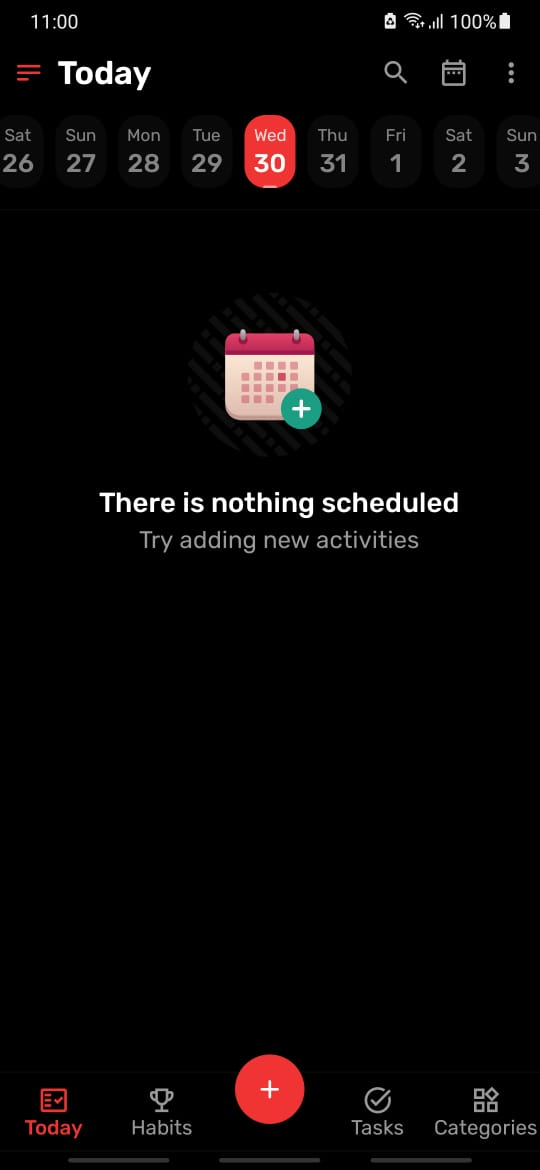 11:00 100%
Today
Sat Sun Mon Tue Wed Thu Fri Sat Sun
26 27 28 29 30 31 1 2 3
There is nothing scheduled
Try adding new activities
Today Habits Tasks Categories